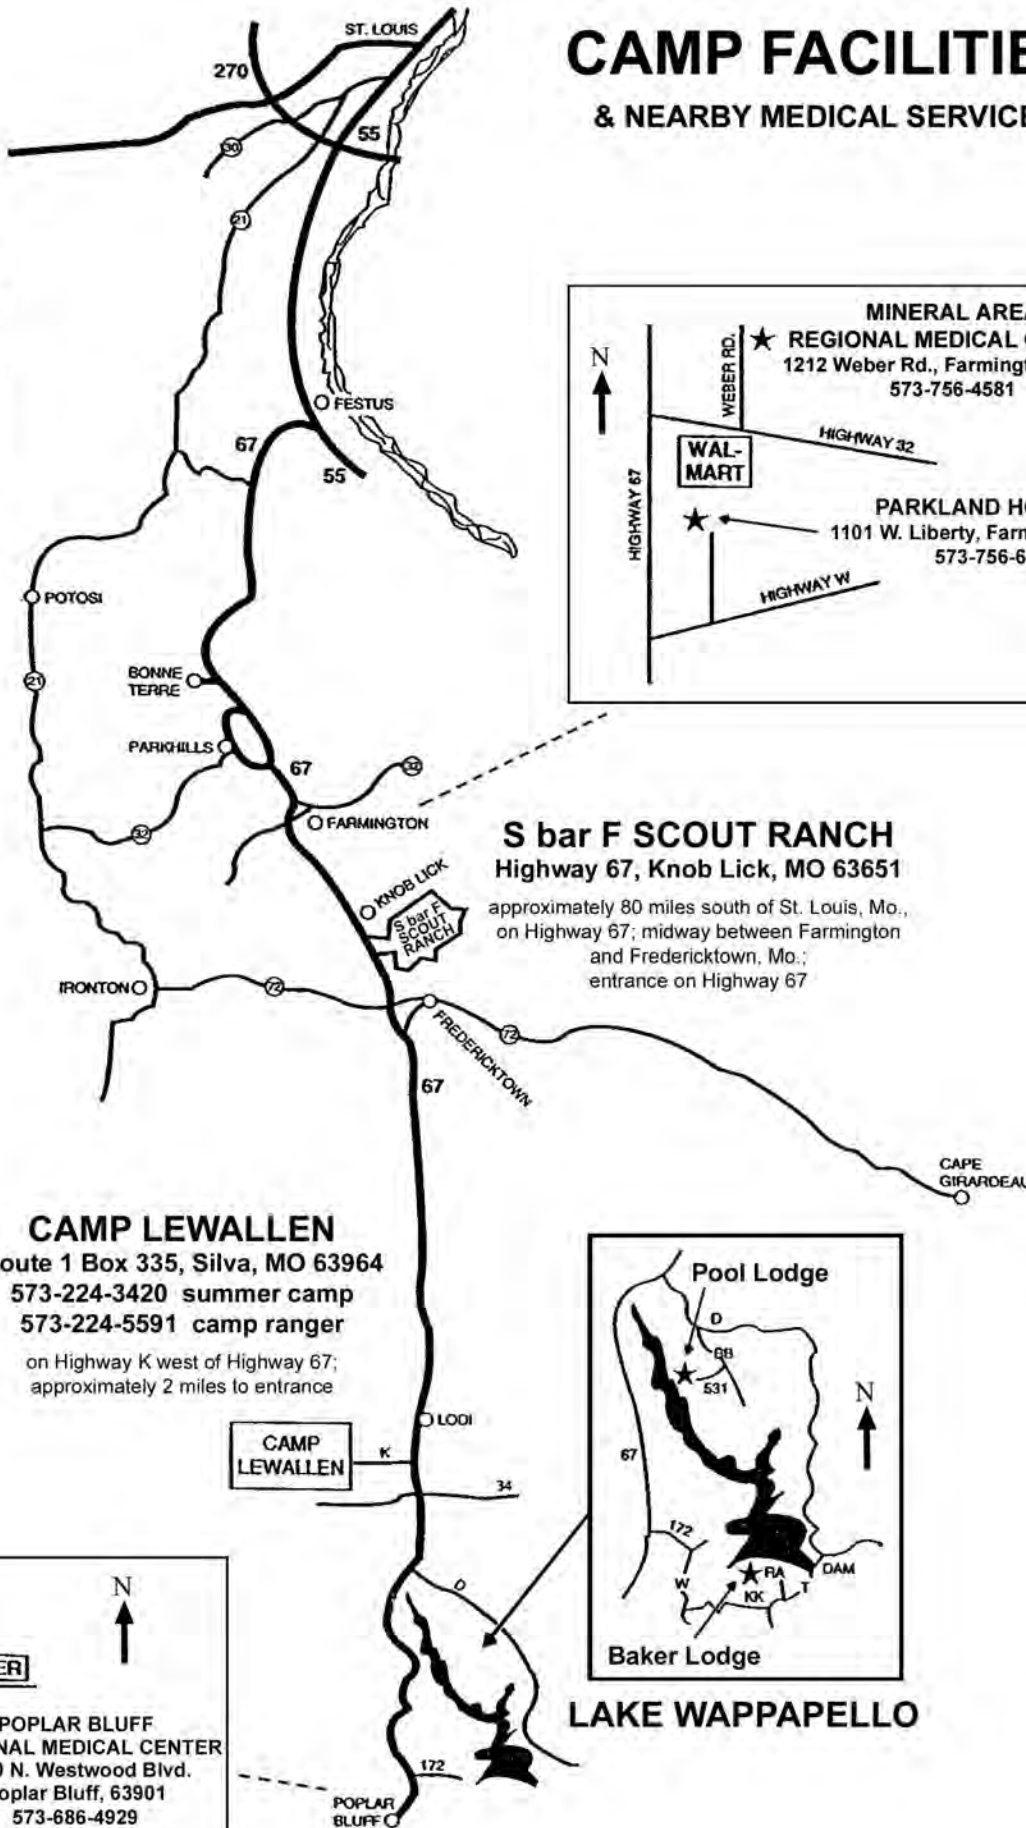 CAMP FACILITIE
& NEARBY MEDICAL SERVICE
ST. LOUIS
270
55
30
21
FESTUS
67
55
N
WEBER RD.
MINERAL AREA
REGIONAL MEDICAL
1212 Weber Rd., Farmingt
573-756-4581
HIGHWAY 32
WAL-
MART
HIGHWAY 67
PARKLAND HO
1101 W. Liberty, Farm
573-756-6
HIGHWAY W
POTOSI
21
BONNE
TERRE
PARKHILLS
67
32
32
FARMINGTON
S bar F SCOUT RANCH
Highway 67, Knob Lick, MO 63651
approximately 80 miles south of St. Louis, Mo.,
on Highway 67; midway between Farmington
and Fredericktown, Mo.;
entrance on Highway 67
KNOB LICK
S bar F
SCOUT
RANCH
IRONTON
72
FREDERICKTOWN
72
67
CAPE
GIRARDEAU
CAMP LEWALLEN
oute 1 Box 335, Silva, MO 63964
573-224-3420 summer camp
573-224-5591 camp ranger
on Highway K west of Highway 67;
approximately 2 miles to entrance
LODI
CAMP
LEWALLEN
K
34
D
Pool Lodge
D
BB
531
N
67
172
W
RA
T
DAM
KK
Baker Lodge
LAKE WAPPAPELLO
N
ER
POPLAR BLUFF
NAL MEDICAL CENTER
0 N. Westwood Blvd.
oplar Bluff, 63901
573-686-4929
172
POPLAR
BLUFF